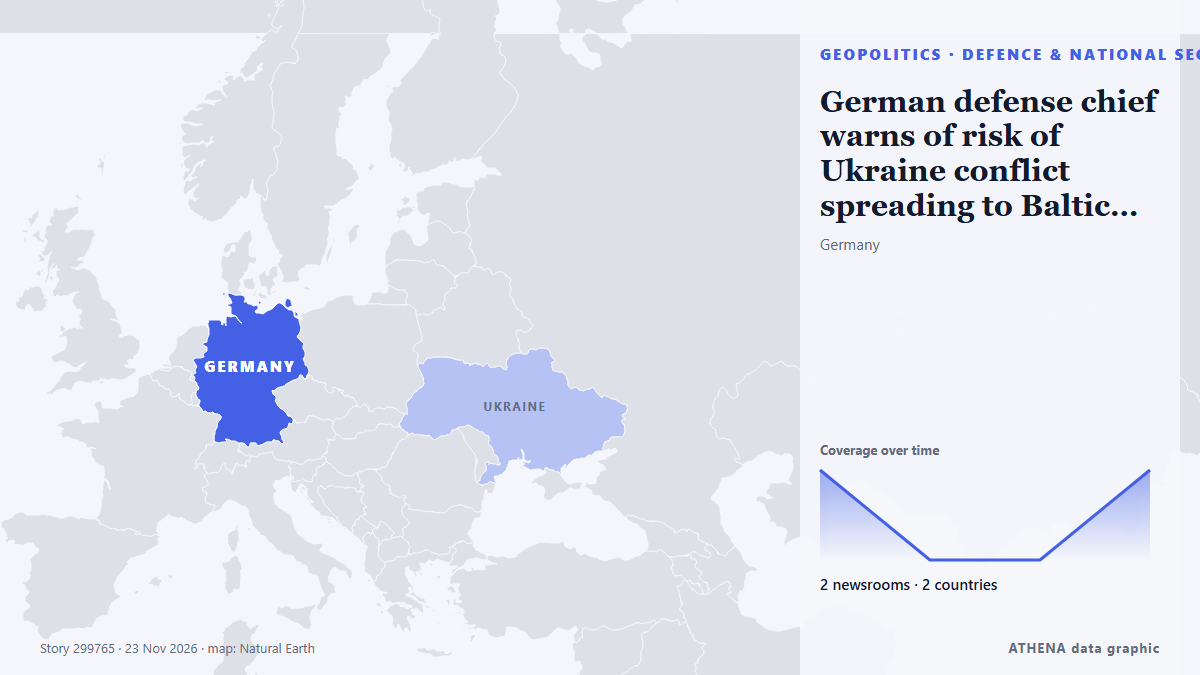 GEOPOLITICS · DEFENCE & NATIONAL
German defense chief
warns of risk of
Ukraine conflict
spreading to Baltic...
Germany
GERMANY
UKRAINE
Coverage over time
2 newsrooms · 2 countries
Story 299765 · 23 Nov 2026 · map: Natural Earth
ATHENA data graphic